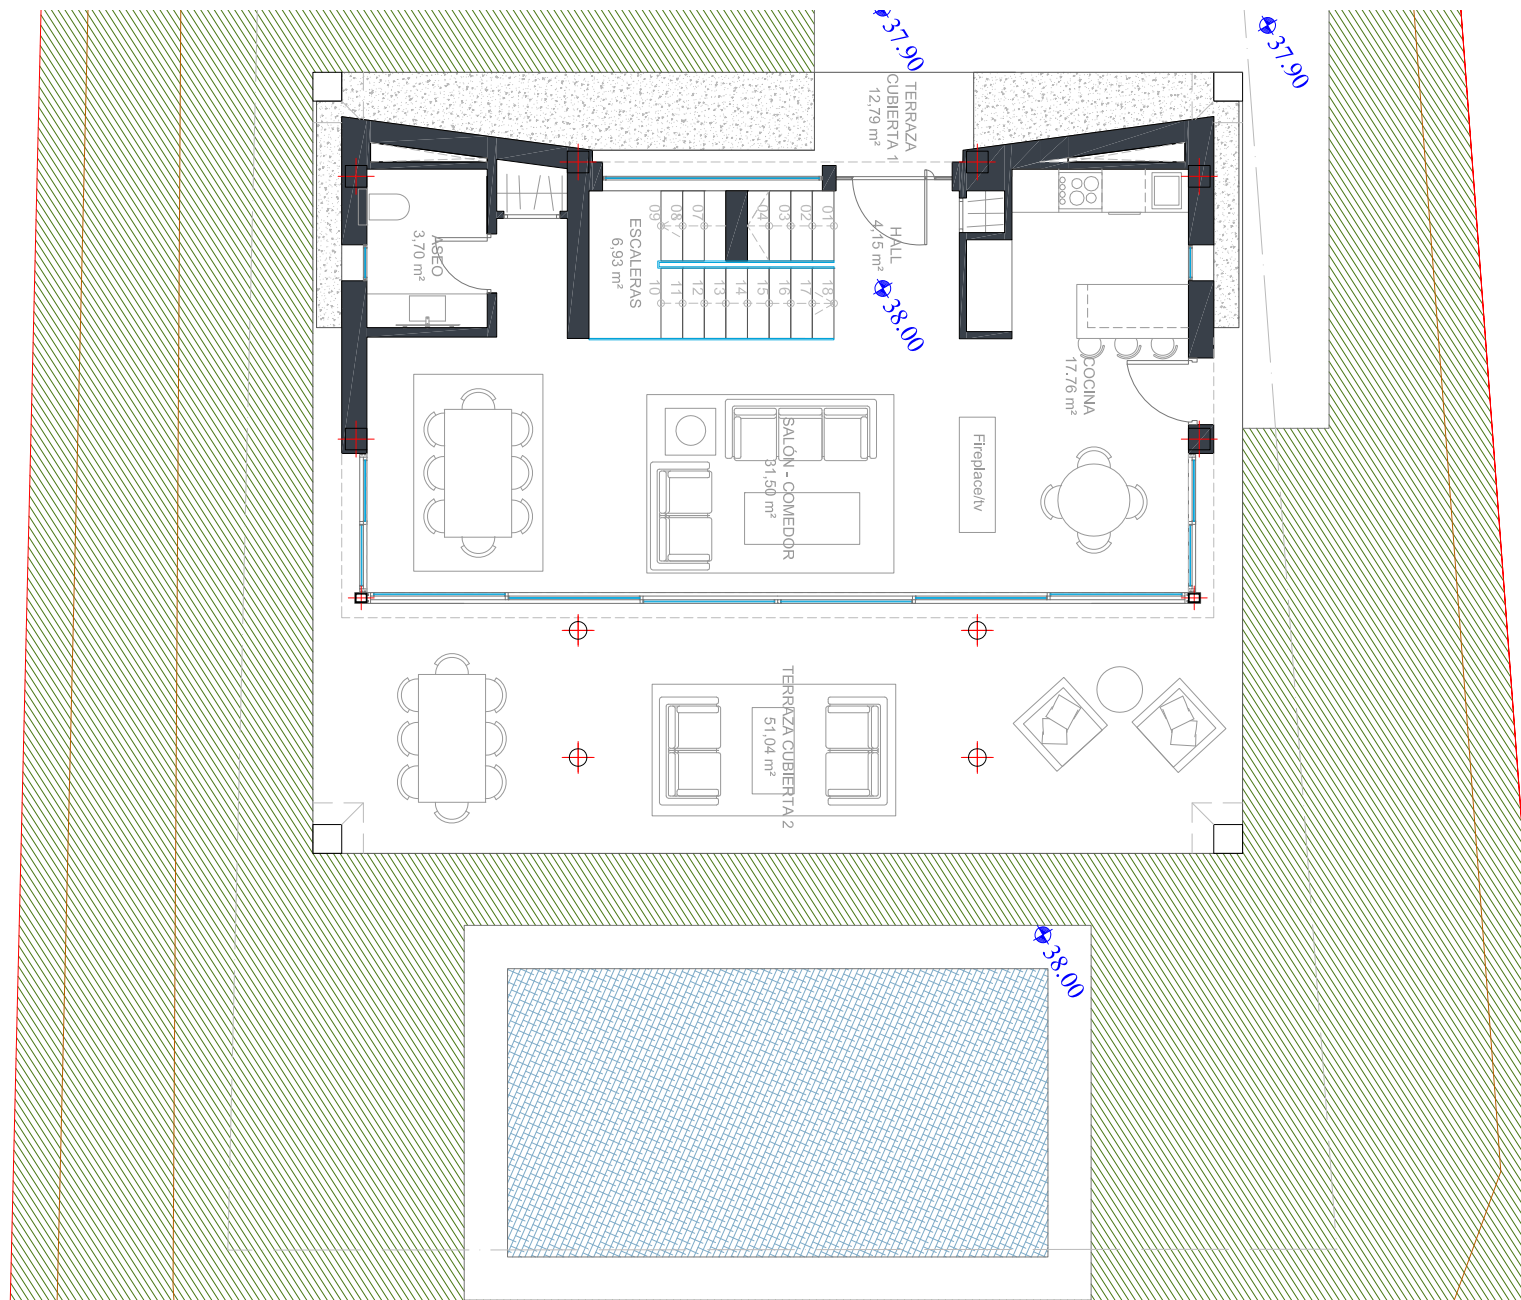 37.90
37.90
TERRAZA
CUBIERTA 1
12,79 m²
HALL
4,15 m²
38.00
ESCALERAS
6,93 m²
09
08
07
04
03
02
01
10
11
12
13
14
15
16
17
18
ASEO
3,70 m²
COCINA
17.76 m²
SALÓN - COMEDOR
31,50 m²
Fireplace/tv
TERRAZA CUBIERTA 2
51,04 m²
38.00